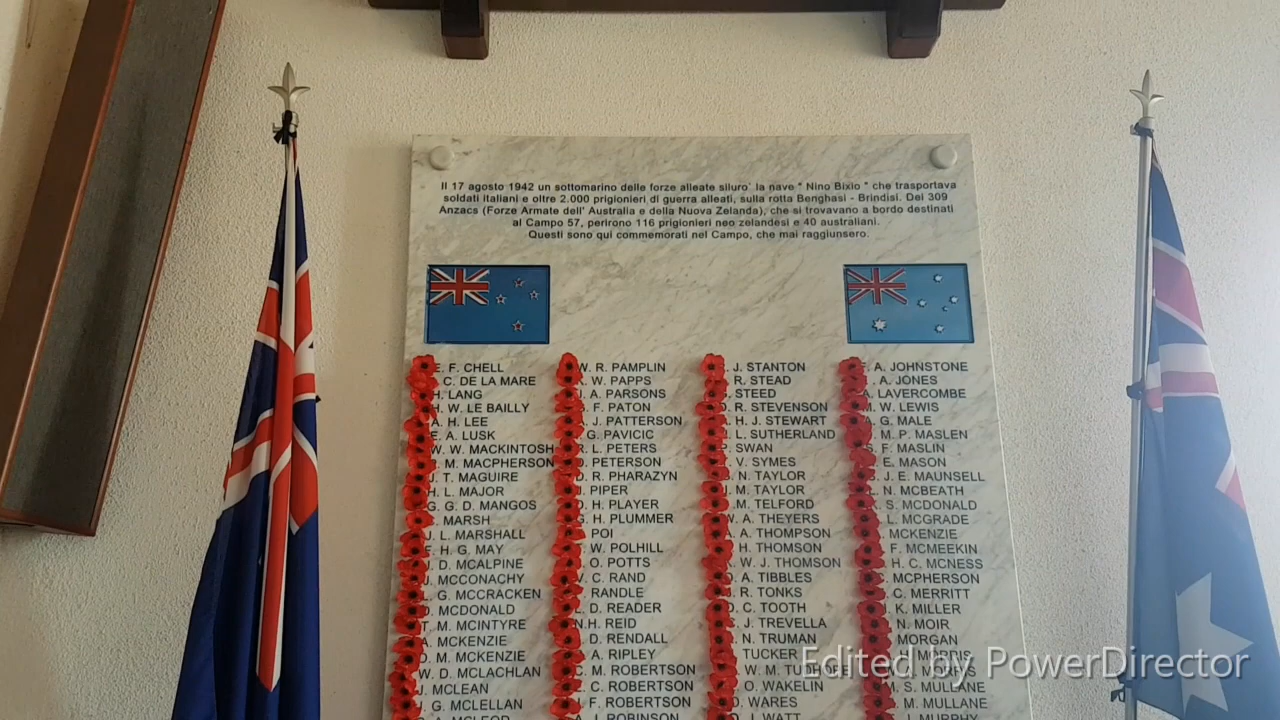 Il 17 agosto 1942 un sottomarino delle forze alleate siluro' la nave " Nino Bixio " che trasportava
soldati italiani e oltre 2.000 prigionieri di guerra alleati, sulla rotta Benghasi - Brindisi. Dei 309
Anzacs (Forze Armate dell' Australia e della Nuova Zelanda), che si trovavano a bordo destinati
al Campo 57, perirono 116 prigionieri neo zelandesi e 40 australiani.
Questi sono qui commemorati nel Campo, che mai raggiunsero.
E. F. CHELL
C. DE LA MARE
H. LANG
H. W. LE BAILLY
A. H. LEE
E. A. LUSK
W. W. MACKINTOSH
M. MACPHERSON
J. T. MAGUIRE
H. L. MAJOR
G. G. D. MANGOS
MARSH
J. L. MARSHALL
F. H. G. MAY
D. MCALPINE
J. MCCONACHY
G. MCCRACKEN
D. MCDONALD
T. M. MCINTYRE
A. MCKENZIE
D. M. MCKENZIE
W. D. MCLACHLAN
J. MCLEAN
J. G. MCLELLAN
MCLEOD
W. R. PAMPLIN
W. PAPPS
A. PARSONS
F. PATON
J. PATTERSON
G. PAVICIC
L. PETERS
PETERSON
R. PHARAZYN
PIPER
H. PLAYER
H. PLUMMER
POI
W. POLHILL
O. POTTS
C. RAND
RANDLE
D. READER
N.H. REID
D. RENDALL
A. RIPLEY
M. ROBERTSON
C. ROBERTSON
F. ROBERTSON
J. ROBINSON
J. STANTON
R. STEAD
STEED
R. STEVENSON
H. J. STEWART
L. SUTHERLAND
SWAN
V. SYMES
N. TAYLOR
M. TAYLOR
M. TELFORD
A. THEYERS
A. THOMPSON
H. THOMSON
W. J. THOMSON
A. TIBBLES
R. TONKS
C. TOOTH
J. TREVELLA
N. TRUMAN
TUCKER
W. M.
O. WAKELIN
WARES
J. WATT
A. JOHNSTONE
A. JONES
LAVERCOMBE
W. LEWIS
G. MALE
M. P. MASLEN
F. MASLIN
E. MASON
J. E. MAUNSELL
N. MCBEATH
S. MCDONALD
L. MCGRADE
MCKENZIE
F. MCMEEKIN
H. C. MCNESS
MCPHERSON
C. MERRITT
K. MILLER
N. MOIR
MORGAN
H. MORRIS
S. MULLANE
M. MULLANE
J. MURPHY
Edited by PowerDirector